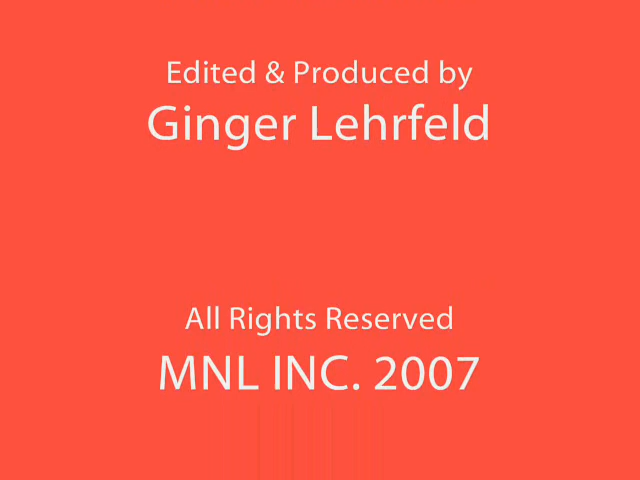 Edited & Produced by
Ginger Lehrfeld
All Rights Reserved
MNL INC. 2007